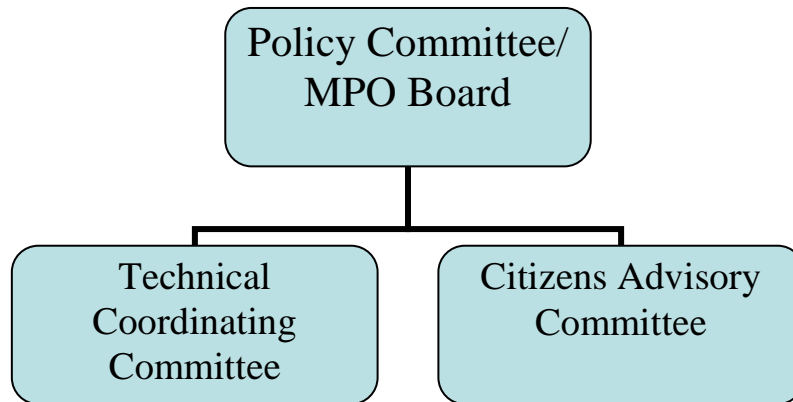 Policy Committee/
MPO Board
Technical
Coordinating
Committee
Citizens Advisory
Committee